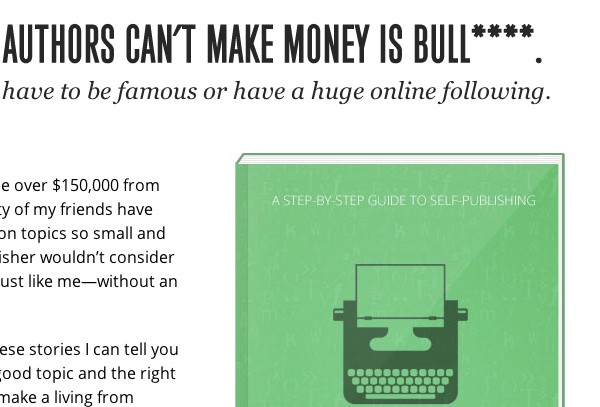 AUTHORS CAN'T MAKE MONEY IS BULL****.
have to be famous or have a huge online following.
e over $150,000 from
ty of my friends have
on topics so small and
isher wouldn't consider
ust like me—without an
ese stories I can tell you
good topic and the right
make a living from
A STEP-BY-STEP GUIDE TO SELF-PUBLISHING